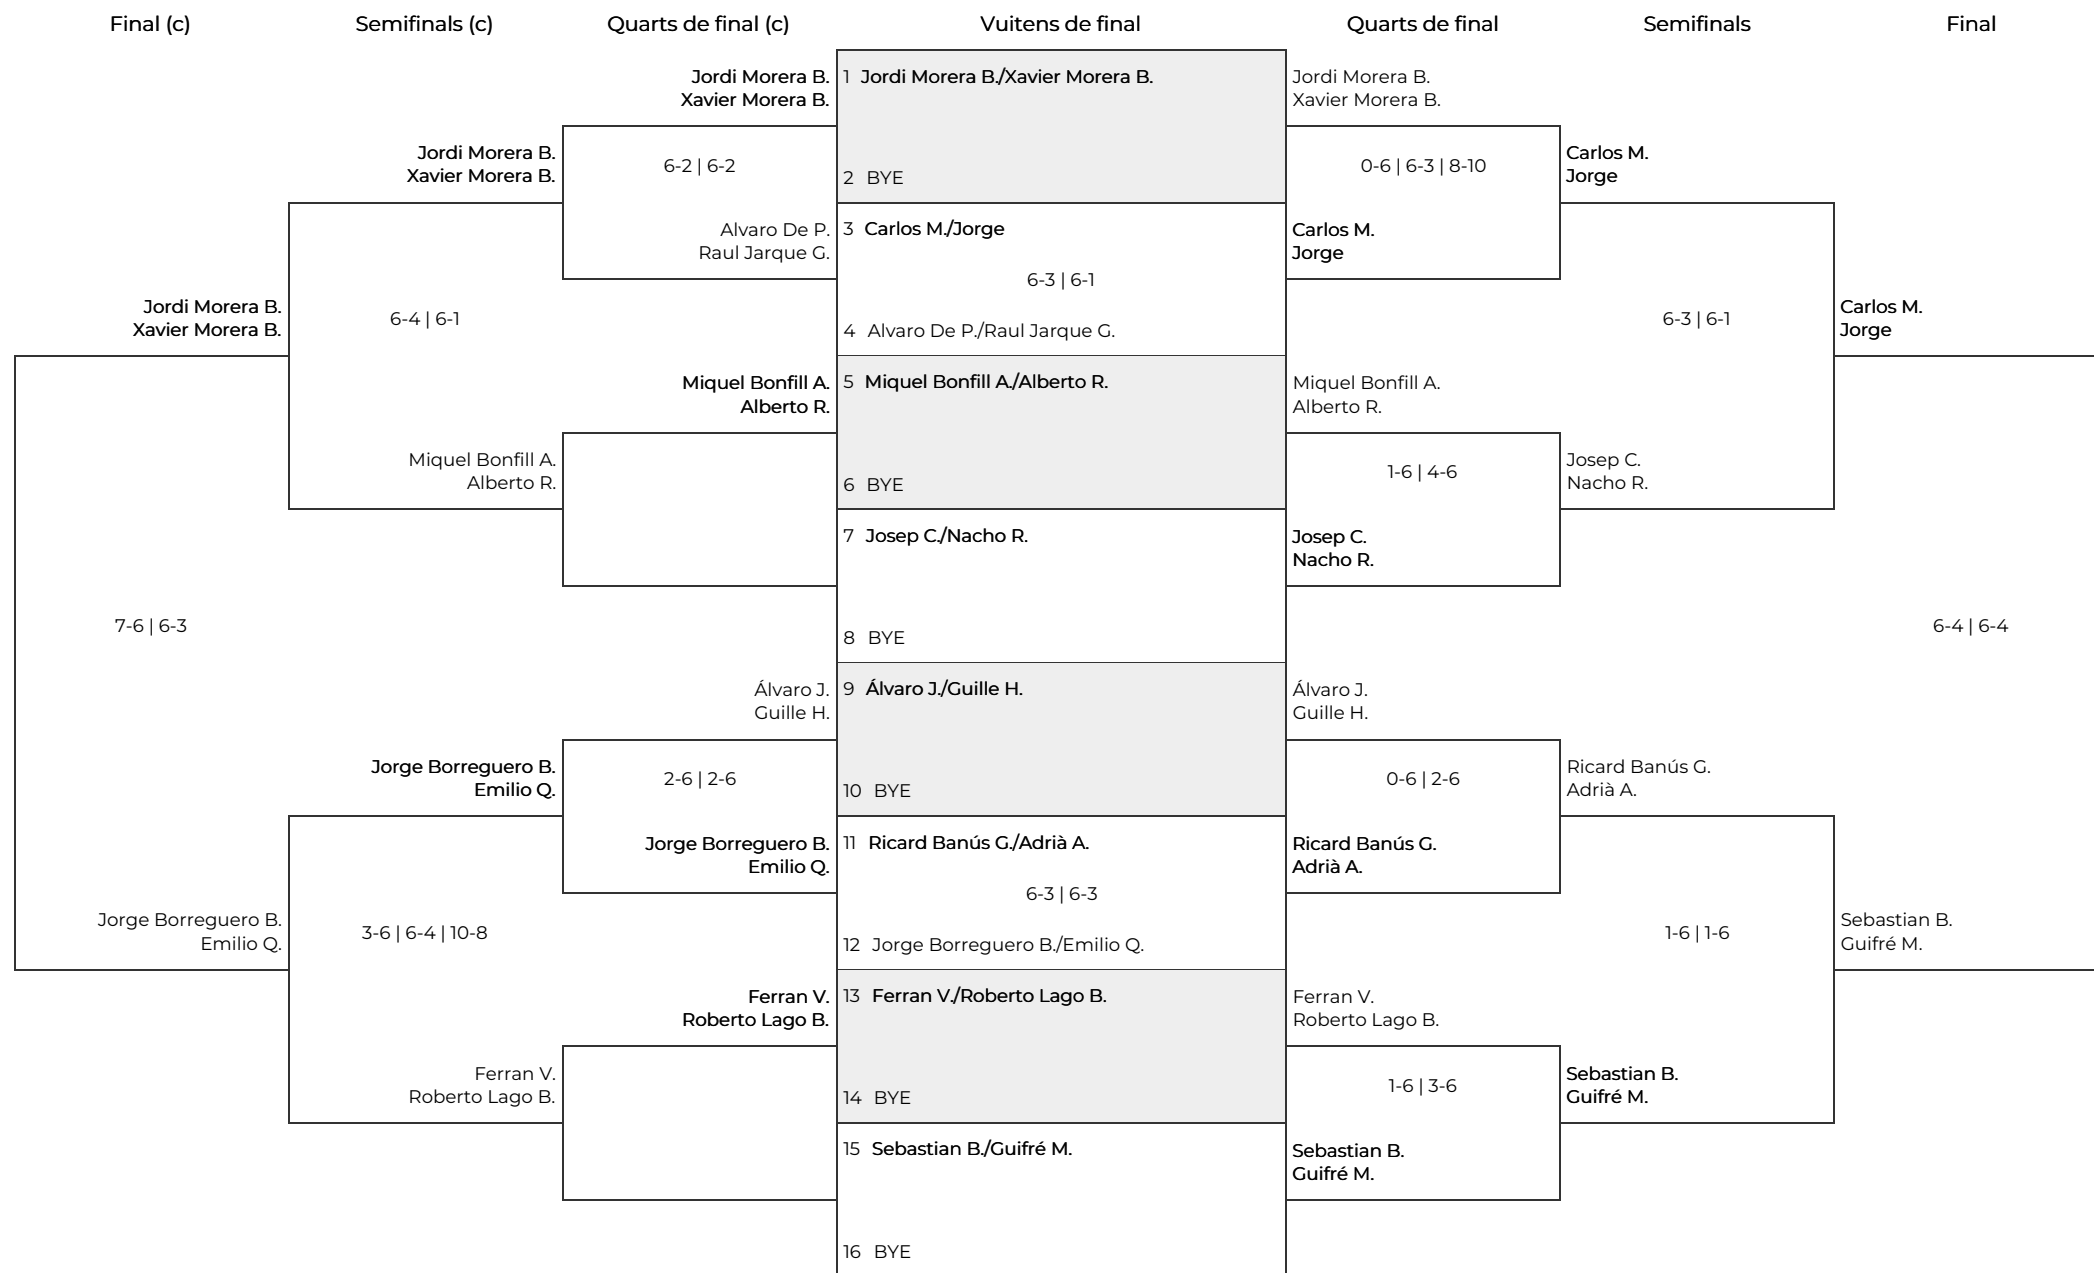 Final (c)
Semifinals (c)
Quarts de final (c)
Vuitens de final
Quarts de final
Semifinals
Final
Jordi Morera B.
Xavier Morera B.
7-6 | 6-3
Jorge Borreguero B.
Emilio Q.
Jordi Morera B.
Xavier Morera B.
6-4 | 6-1
Miquel Bonfill A.
Alberto R.
Jorge Borreguero B.
Emilio Q.
3-6 | 6-4 | 10-8
Ferran V.
Roberto Lago B.
Jordi Morera B.
Xavier Morera B.
6-2 | 6-2
Alvaro De P.
Raul Jarque G.
Miquel Bonfill A.
Alberto R.
Álvaro J.
Guille H.
2-6 | 2-6
Jorge Borreguero B.
Emilio Q.
Ferran V.
Roberto Lago B.
1 Jordi Morera B./Xavier Morera B.
2 BYE
3 Carlos M./Jorge
6-3 | 6-1
4 Alvaro De P./Raul Jarque G.
5 Miquel Bonfill A./Alberto R.
6 BYE
7 Josep C./Nacho R.
8 BYE
9 Álvaro J./Guille H.
10 BYE
11 Ricard Banús G./Adrià A.
6-3 | 6-3
12 Jorge Borreguero B./Emilio Q.
13 Ferran V./Roberto Lago B.
14 BYE
15 Sebastian B./Guifré M.
16 BYE
Jordi Morera B.
Xavier Morera B.
0-6 | 6-3 | 8-10
Carlos M.
Jorge
Miquel Bonfill A.
Alberto R.
1-6 | 4-6
Josep C.
Nacho R.
Álvaro J.
Guille H.
0-6 | 2-6
Ricard Banús G.
Adrià A.
Ferran V.
Roberto Lago B.
1-6 | 3-6
Sebastian B.
Guifré M.
Carlos M.
Jorge
6-3 | 6-1
Josep C.
Nacho R.
Ricard Banús G.
Adrià A.
1-6 | 1-6
Sebastian B.
Guifré M.
Carlos M.
Jorge
6-4 | 6-4
Sebastian B.
Guifré M.